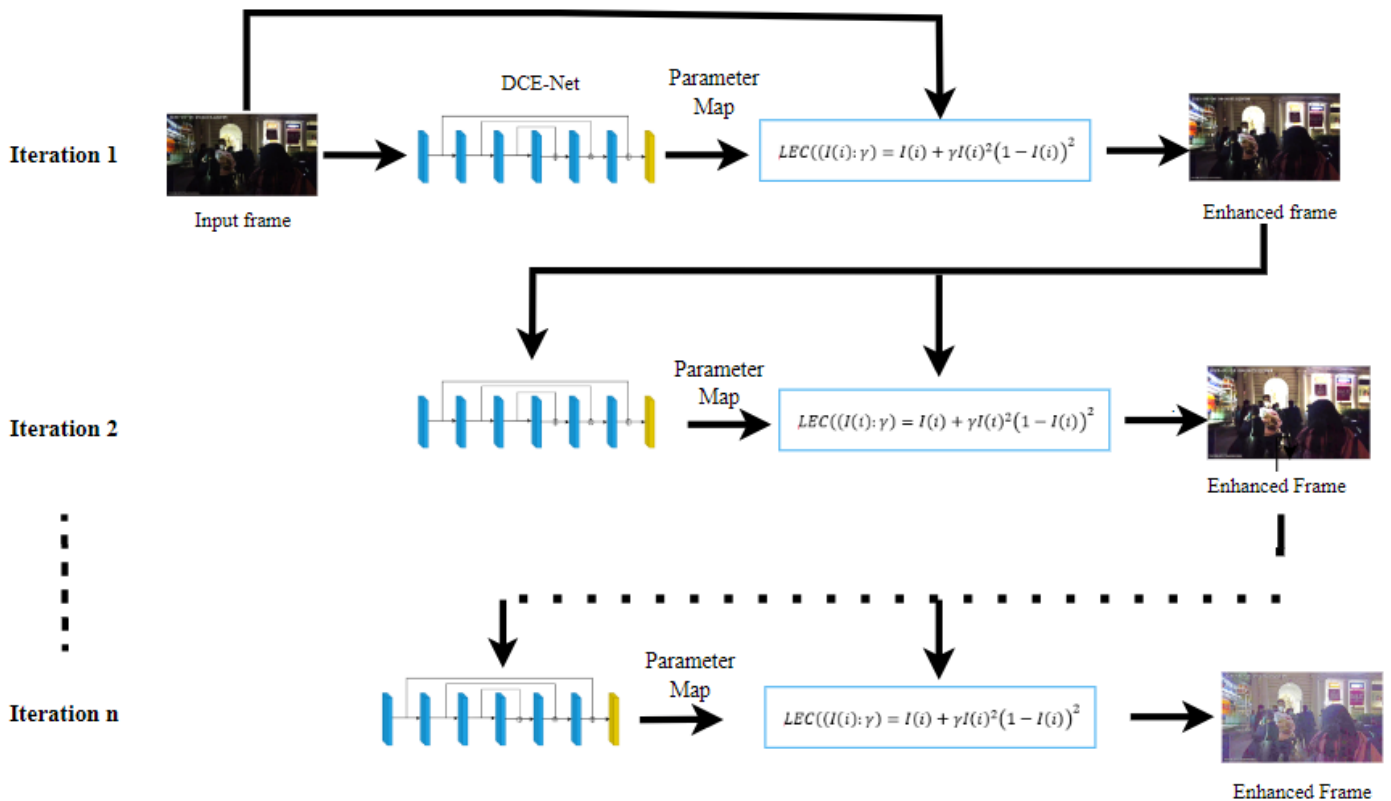 DCE-Net
Parameter
Map
Iteration 1
LEC((I(i): γ) = I(i) + γI(i)²(1 − I(i))²
Input frame
Enhanced frame
Parameter
Map
Iteration 2
LEC((I(i): γ) = I(i) + γI(i)²(1 − I(i))²
Enhanced Frame
Parameter
Map
Iteration n
LEC((I(i): γ) = I(i) + γI(i)²(1 − I(i))²
Enhanced Frame